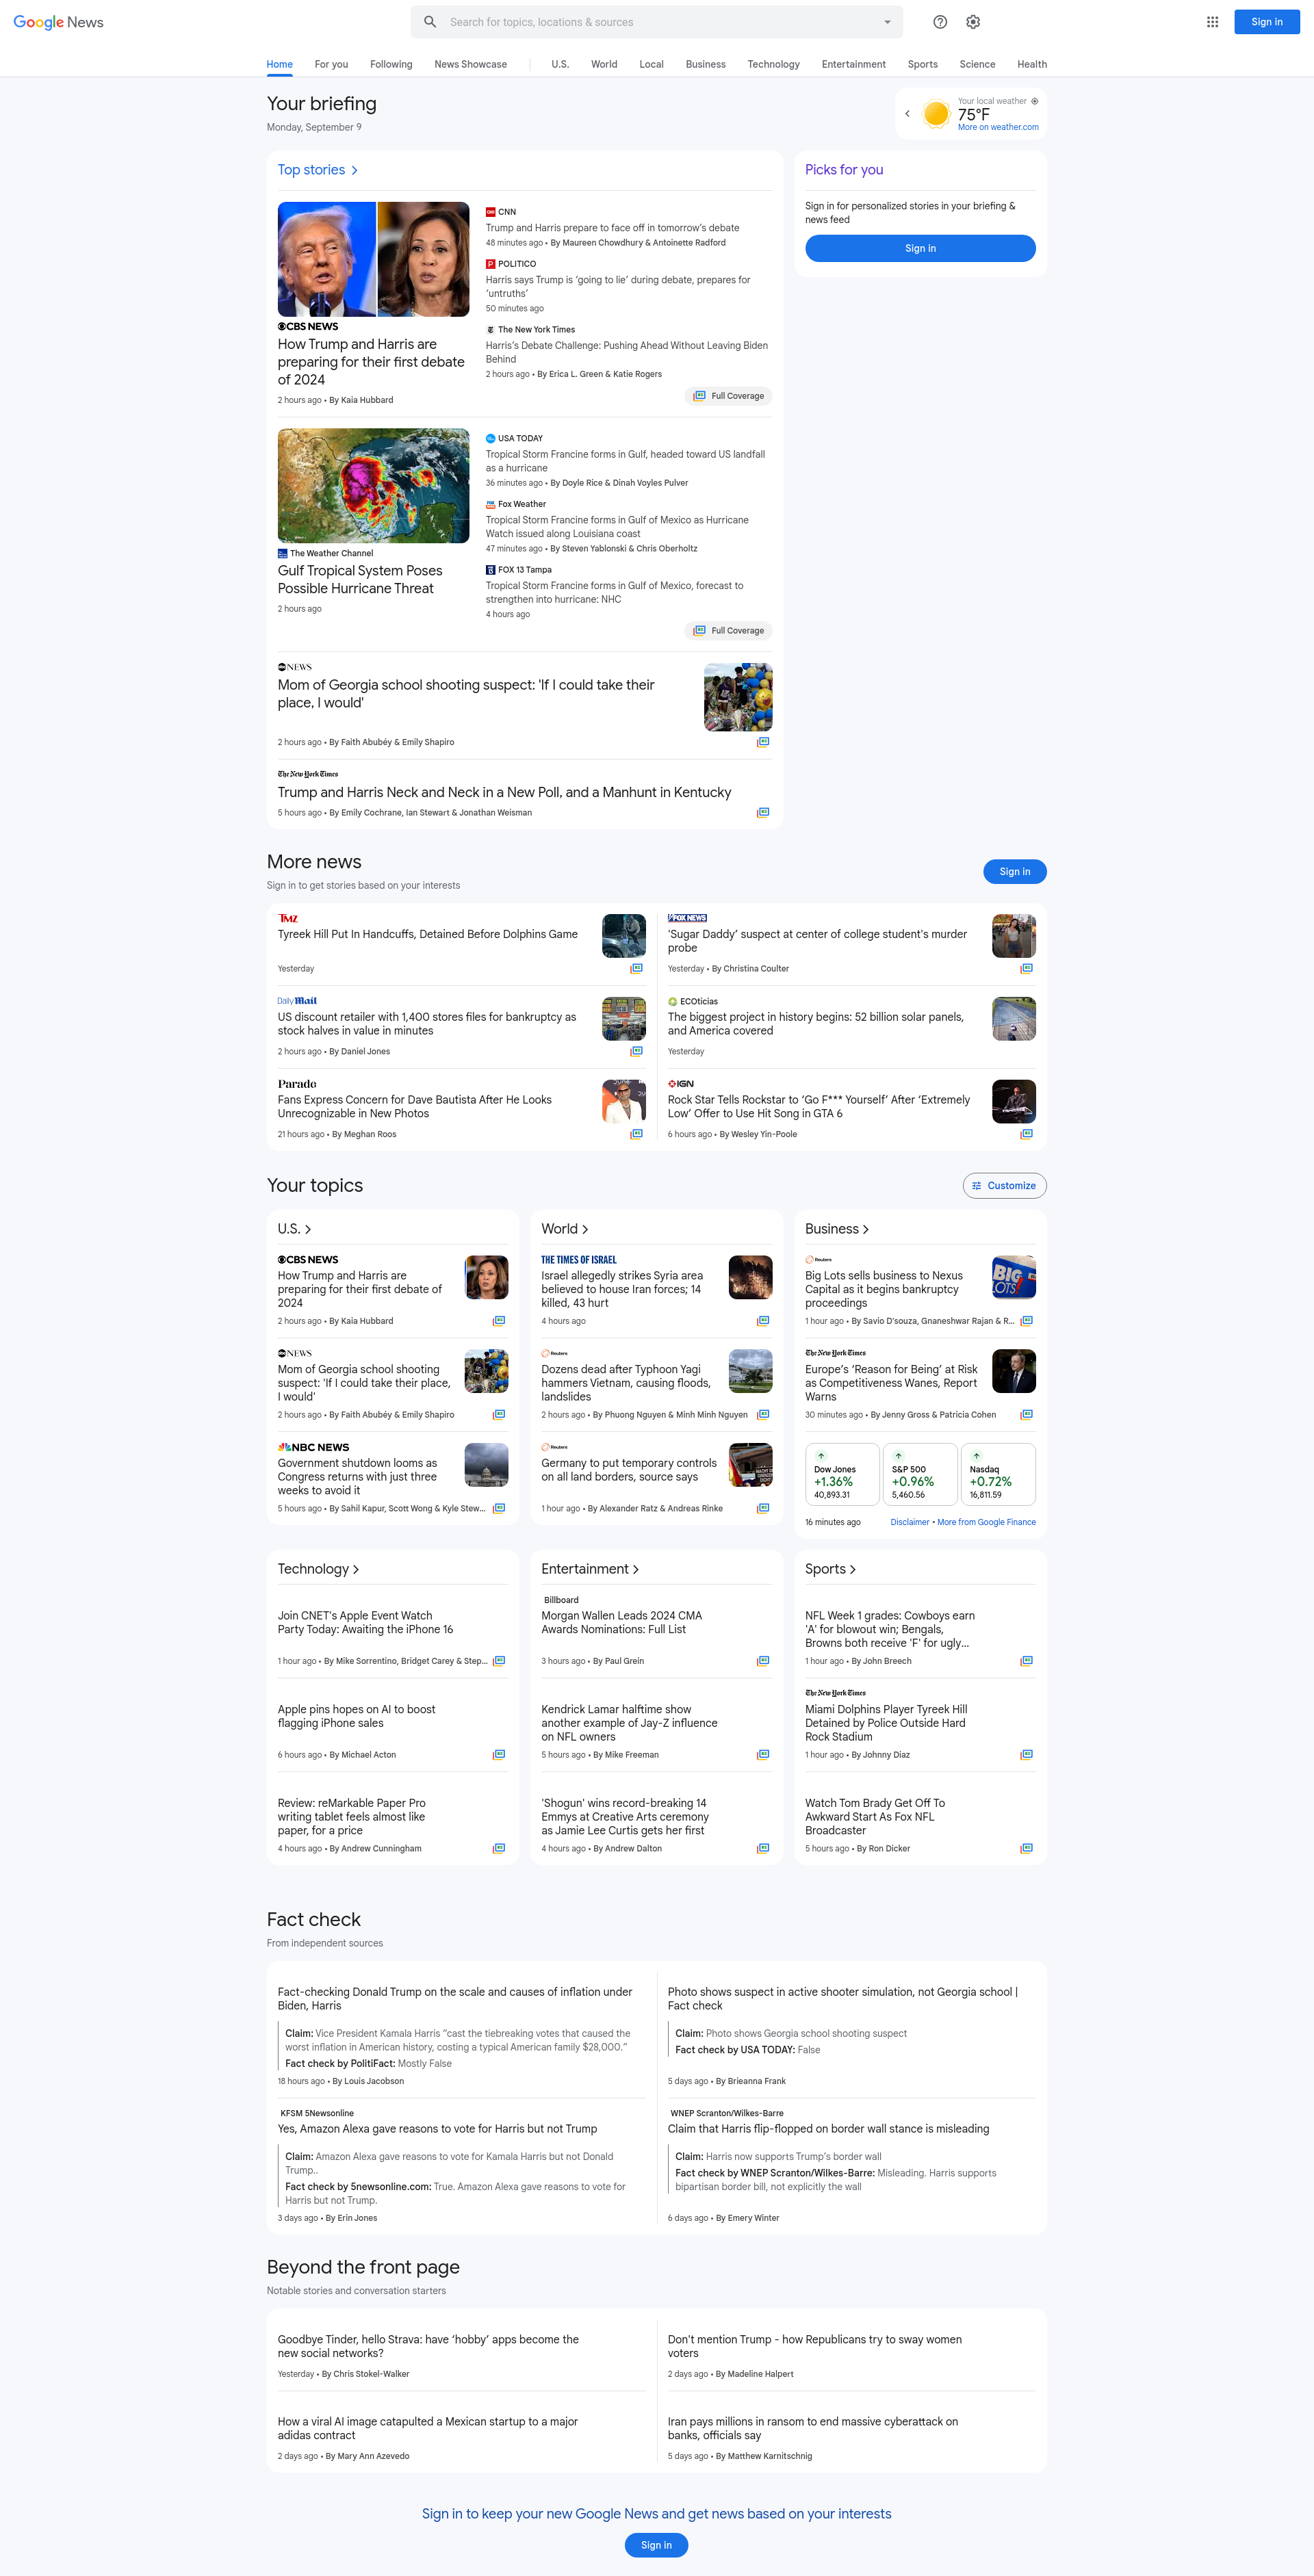 Google News
Search for topics, locations & sources
Sign in
Home
For you
Following
News Showcase
U.S.
World
Local
Business
Technology
Entertainment
Sports
Science
Health
Your briefing
Monday, September 9
Your local weather
75°F
More on weather.com
Top stories
CBS NEWS
How Trump and Harris are
preparing for their first debate
of 2024
2 hours ago • By Kaia Hubbard
CNN
Trump and Harris prepare to face off in tomorrow's debate
48 minutes ago • By Maureen Chowdhury & Antoinette Radford
POLITICO
Harris says Trump is ‘going to lie’ during debate, prepares for
‘untruths’
50 minutes ago
The New York Times
Harris’s Debate Challenge: Pushing Ahead Without Leaving Biden
Behind
2 hours ago • By Erica L. Green & Katie Rogers
Full Coverage
The Weather Channel
Gulf Tropical System Poses
Possible Hurricane Threat
2 hours ago
USA TODAY
Tropical Storm Francine forms in Gulf, headed toward US landfall
as a hurricane
36 minutes ago • By Doyle Rice & Dinah Voyles Pulver
Fox Weather
Tropical Storm Francine forms in Gulf of Mexico as Hurricane
Watch issued along Louisiana coast
47 minutes ago • By Steven Yablonski & Chris Oberholtz
FOX 13 Tampa
Tropical Storm Francine forms in Gulf of Mexico, forecast to
strengthen into hurricane: NHC
4 hours ago
Full Coverage
abc NEWS
Mom of Georgia school shooting suspect: 'If I could take their
place, I would'
2 hours ago • By Faith Abubéy & Emily Shapiro
The New York Times
Trump and Harris Neck and Neck in a New Poll, and a Manhunt in Kentucky
5 hours ago • By Emily Cochrane, Ian Stewart & Jonathan Weisman
Picks for you
Sign in for personalized stories in your briefing &
news feed
Sign in
More news
Sign in to get stories based on your interests
Sign in
TMZ
Tyreek Hill Put In Handcuffs, Detained Before Dolphins Game
Yesterday
Daily Mail
US discount retailer with 1,400 stores files for bankruptcy as
stock halves in value in minutes
2 hours ago • By Daniel Jones
Parade
Fans Express Concern for Dave Bautista After He Looks
Unrecognizable in New Photos
21 hours ago • By Meghan Roos
FOX NEWS
'Sugar Daddy’ suspect at center of college student's murder
probe
Yesterday • By Christina Coulter
ECOticias
The biggest project in history begins: 52 billion solar panels,
and America covered
Yesterday
IGN
Rock Star Tells Rockstar to ‘Go F*** Yourself’ After ‘Extremely
Low’ Offer to Use Hit Song in GTA 6
6 hours ago • By Wesley Yin-Poole
Your topics
Customize
U.S.
CBS NEWS
How Trump and Harris are
preparing for their first debate of
2024
2 hours ago • By Kaia Hubbard
abc NEWS
Mom of Georgia school shooting
suspect: 'If I could take their place,
I would'
2 hours ago • By Faith Abubéy & Emily Shapiro
NBC NEWS
Government shutdown looms as
Congress returns with just three
weeks to avoid it
5 hours ago • By Sahil Kapur, Scott Wong & Kyle Stew...
World
THE TIMES OF ISRAEL
Israel allegedly strikes Syria area
believed to house Iran forces; 14
killed, 43 hurt
4 hours ago
Reuters
Dozens dead after Typhoon Yagi
hammers Vietnam, causing floods,
landslides
2 hours ago • By Phuong Nguyen & Minh Minh Nguyen
Reuters
Germany to put temporary controls
on all land borders, source says
1 hour ago • By Alexander Ratz & Andreas Rinke
Business
Reuters
Big Lots sells business to Nexus
Capital as it begins bankruptcy
proceedings
1 hour ago • By Savio D'souza, Gnaneshwar Rajan & R...
BIG LOTS!
The New York Times
Europe’s ‘Reason for Being’ at Risk
as Competitiveness Wanes, Report
Warns
30 minutes ago • By Jenny Gross & Patricia Cohen
Dow Jones
+1.36%
40,893.31
S&P 500
+0.96%
5,460.56
Nasdaq
+0.72%
16,811.59
16 minutes ago
Disclaimer • More from Google Finance
Technology
Join CNET's Apple Event Watch
Party Today: Awaiting the iPhone 16
1 hour ago • By Mike Sorrentino, Bridget Carey & Step...
Apple pins hopes on AI to boost
flagging iPhone sales
6 hours ago • By Michael Acton
Review: reMarkable Paper Pro
writing tablet feels almost like
paper, for a price
4 hours ago • By Andrew Cunningham
Entertainment
Billboard
Morgan Wallen Leads 2024 CMA
Awards Nominations: Full List
3 hours ago • By Paul Grein
Kendrick Lamar halftime show
another example of Jay-Z influence
on NFL owners
5 hours ago • By Mike Freeman
'Shogun' wins record-breaking 14
Emmys at Creative Arts ceremony
as Jamie Lee Curtis gets her first
4 hours ago • By Andrew Dalton
Sports
NFL Week 1 grades: Cowboys earn
'A' for blowout win; Bengals,
Browns both receive 'F' for ugly...
1 hour ago • By John Breech
The New York Times
Miami Dolphins Player Tyreek Hill
Detained by Police Outside Hard
Rock Stadium
1 hour ago • By Johnny Diaz
Watch Tom Brady Get Off To
Awkward Start As Fox NFL
Broadcaster
5 hours ago • By Ron Dicker
Fact check
From independent sources
Fact-checking Donald Trump on the scale and causes of inflation under
Biden, Harris
Claim: Vice President Kamala Harris “cast the tiebreaking votes that caused the
worst inflation in American history, costing a typical American family $28,000.”
Fact check by PolitiFact: Mostly False
18 hours ago • By Louis Jacobson
KFSM 5Newsonline
Yes, Amazon Alexa gave reasons to vote for Harris but not Trump
Claim: Amazon Alexa gave reasons to vote for Kamala Harris but not Donald
Trump..
Fact check by 5newsonline.com: True. Amazon Alexa gave reasons to vote for
Harris but not Trump.
3 days ago • By Erin Jones
Photo shows suspect in active shooter simulation, not Georgia school |
Fact check
Claim: Photo shows Georgia school shooting suspect
Fact check by USA TODAY: False
5 days ago • By Brieanna Frank
WNEP Scranton/Wilkes-Barre
Claim that Harris flip-flopped on border wall stance is misleading
Claim: Harris now supports Trump’s border wall
Fact check by WNEP Scranton/Wilkes-Barre: Misleading. Harris supports
bipartisan border bill, not explicitly the wall
6 days ago • By Emery Winter
Beyond the front page
Notable stories and conversation starters
Goodbye Tinder, hello Strava: have ‘hobby’ apps become the
new social networks?
Yesterday • By Chris Stokel-Walker
How a viral AI image catapulted a Mexican startup to a major
adidas contract
2 days ago • By Mary Ann Azevedo
Don't mention Trump - how Republicans try to sway women
voters
2 days ago • By Madeline Halpert
Iran pays millions in ransom to end massive cyberattack on
banks, officials say
5 days ago • By Matthew Karnitschnig
Sign in to keep your new Google News and get news based on your interests
Sign in